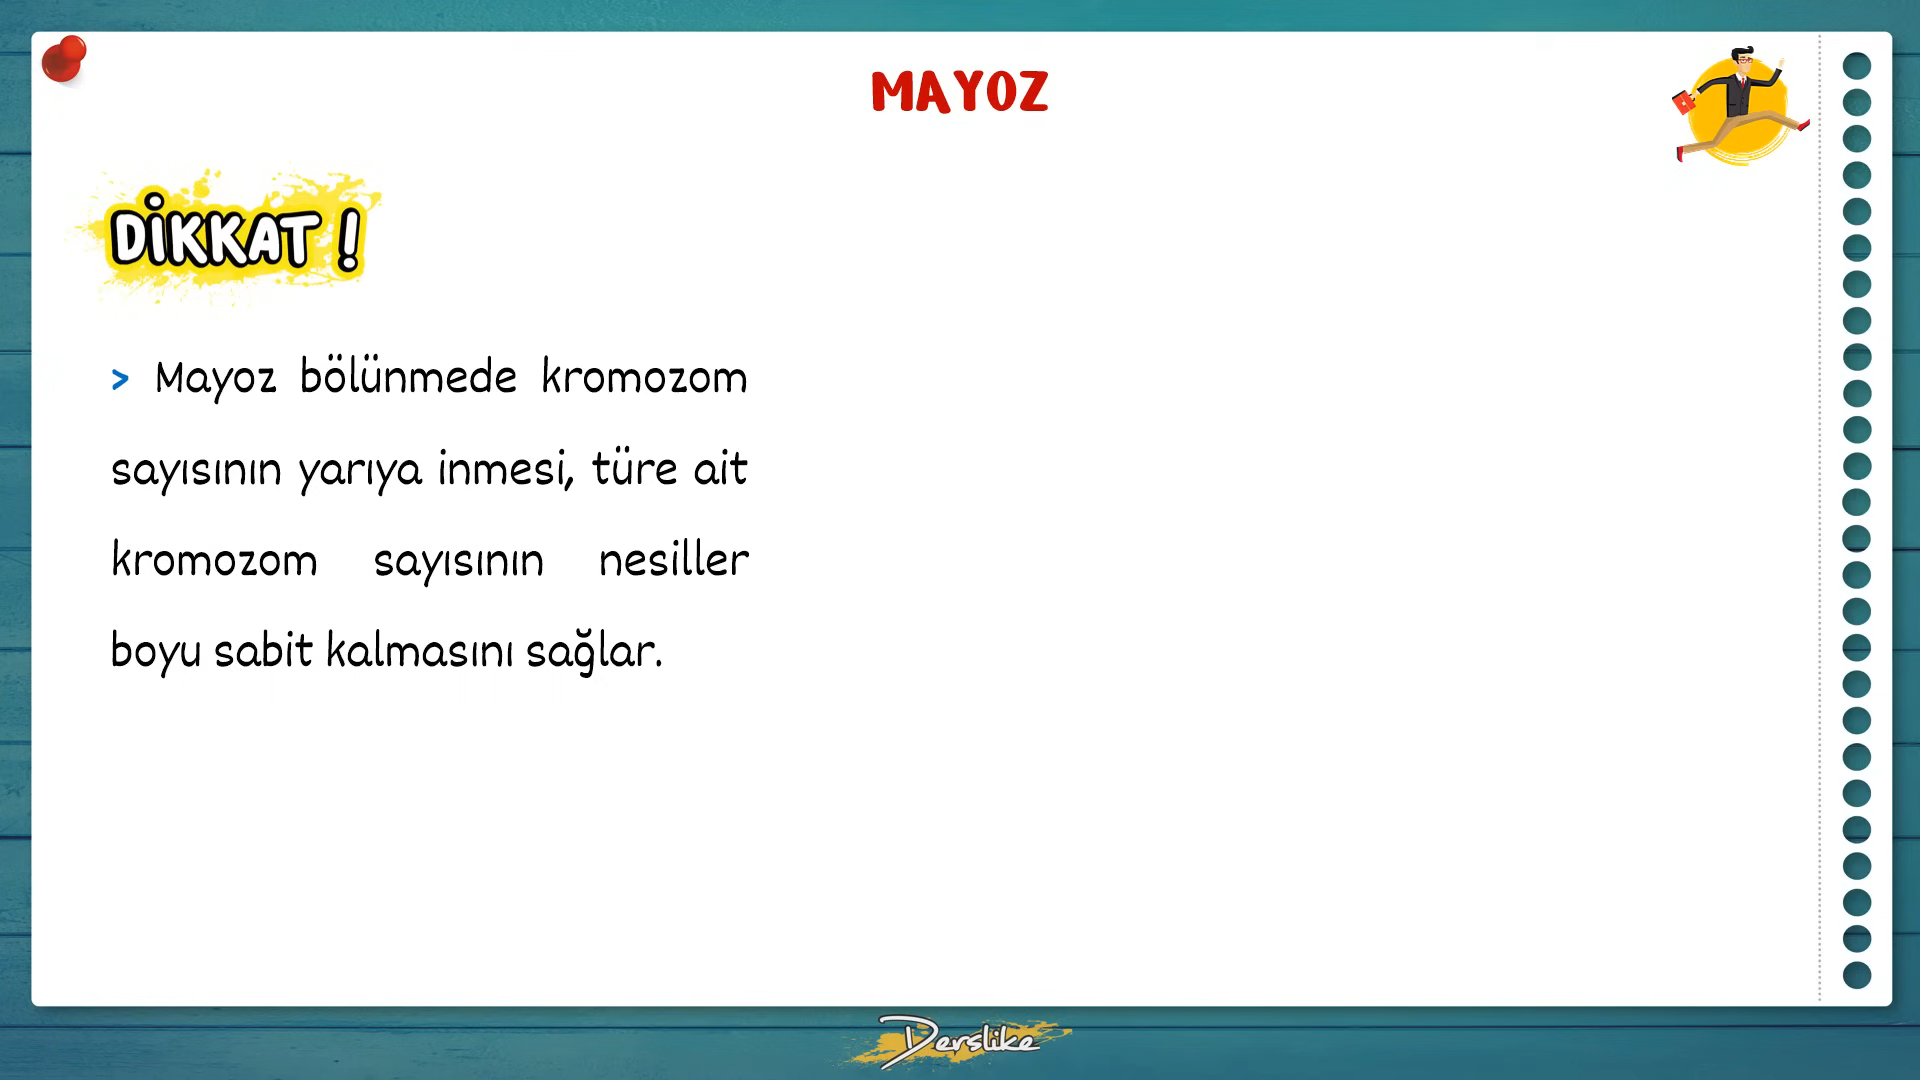 MAYOZ
DİKKAT !
> Mayoz bölünmede kromozom
sayısının yarıya inmesi, türe ait
kromozom sayısının nesiller
boyu sabit kalmasını sağlar.
Derslike